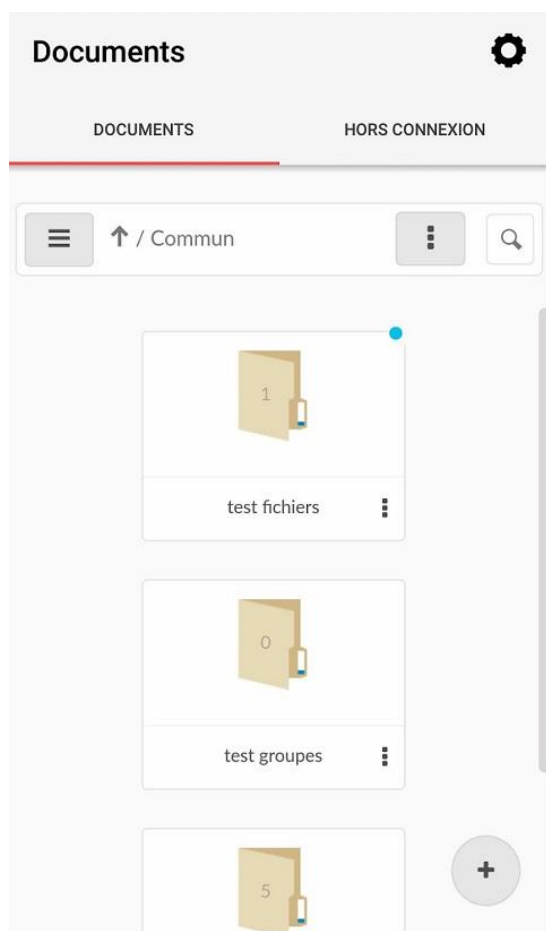 Documents
DOCUMENTS
HORS CONNEXION
/ Commun
1
test fichiers
0
test groupes
5